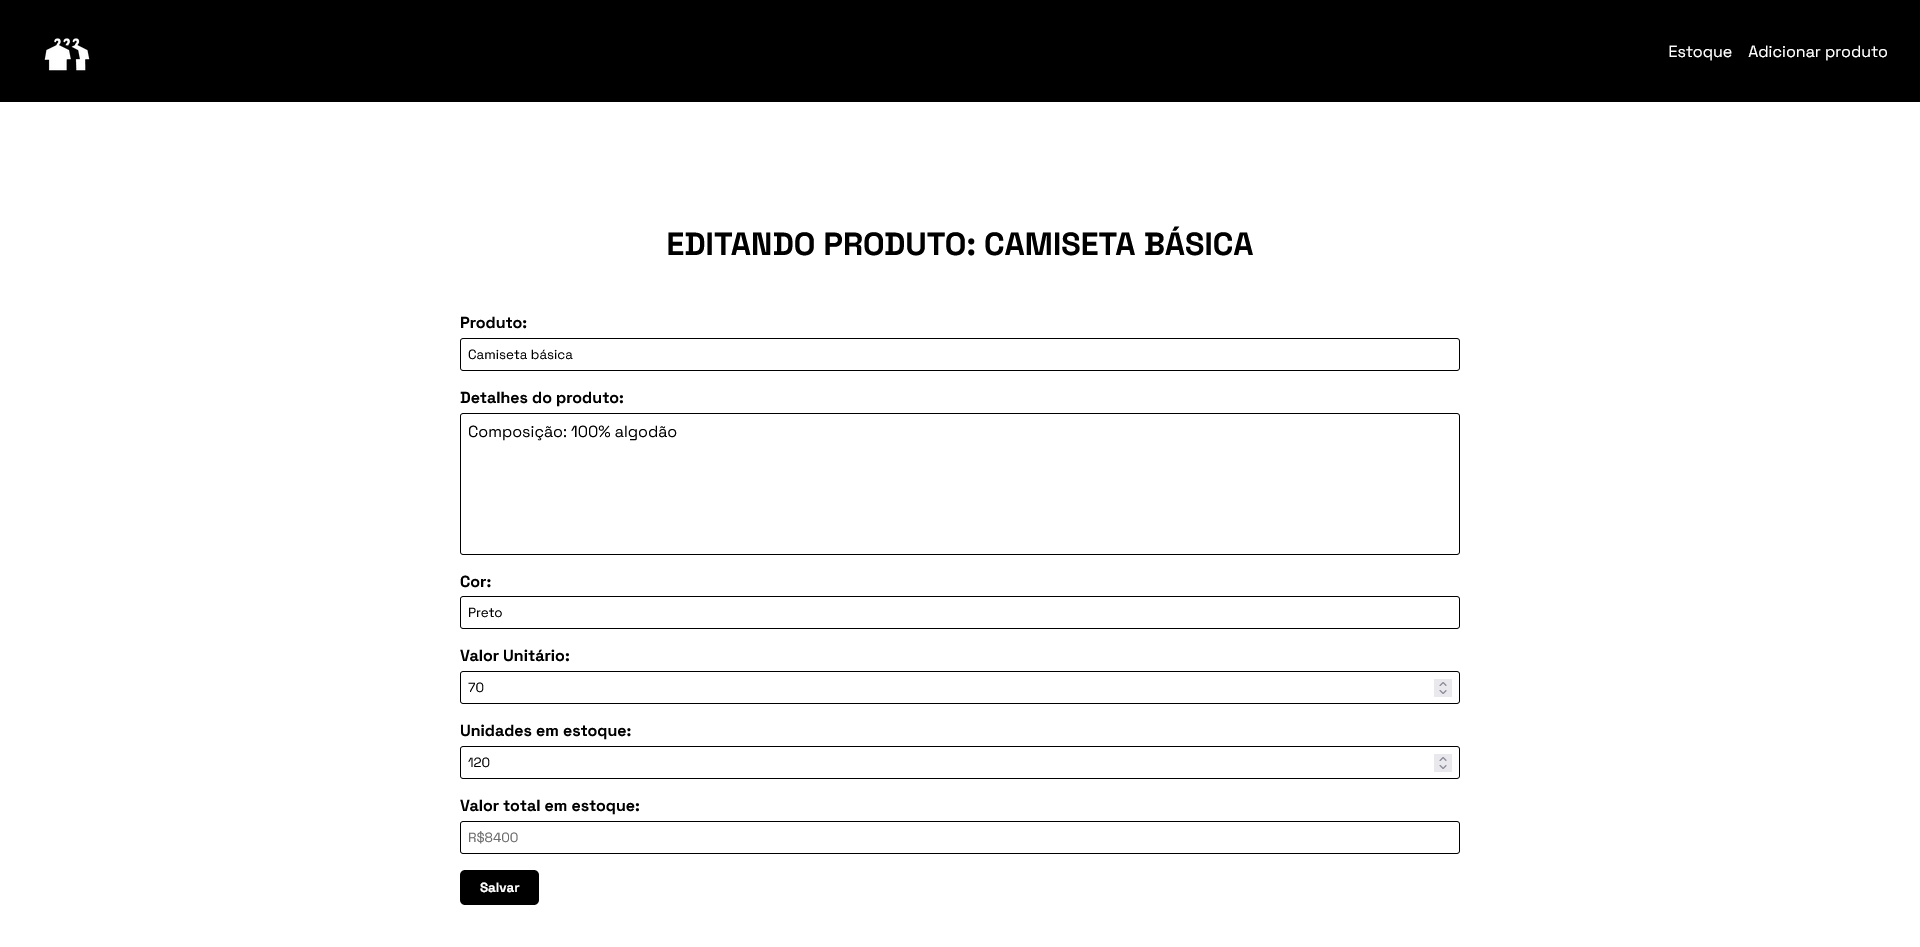 Estoque Adicionar produto
EDITANDO PRODUTO: CAMISETA BÁSICA
Produto:
Camiseta básica
Detalhes do produto:
Composição: 100% algodão
Cor:
Preto
Valor Unitário:
70
Unidades em estoque:
120
Valor total em estoque:
R$8400
Salvar